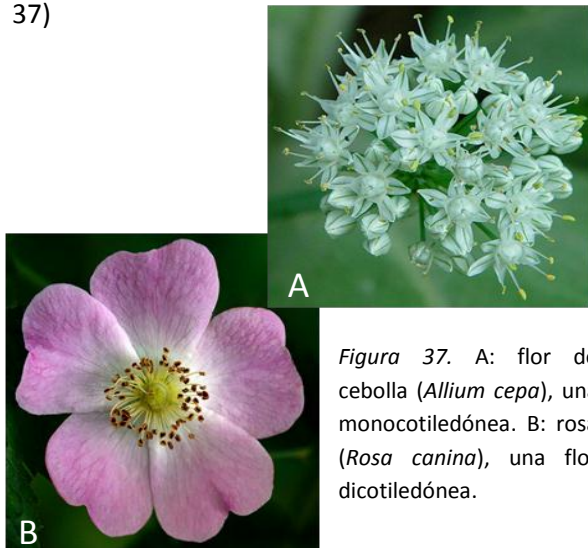 37)
A
B
Figura 37. A: flor de
cebolla (Allium cepa), una
monocotiledónea. B: rosa
(Rosa canina), una flor
dicotiledónea.